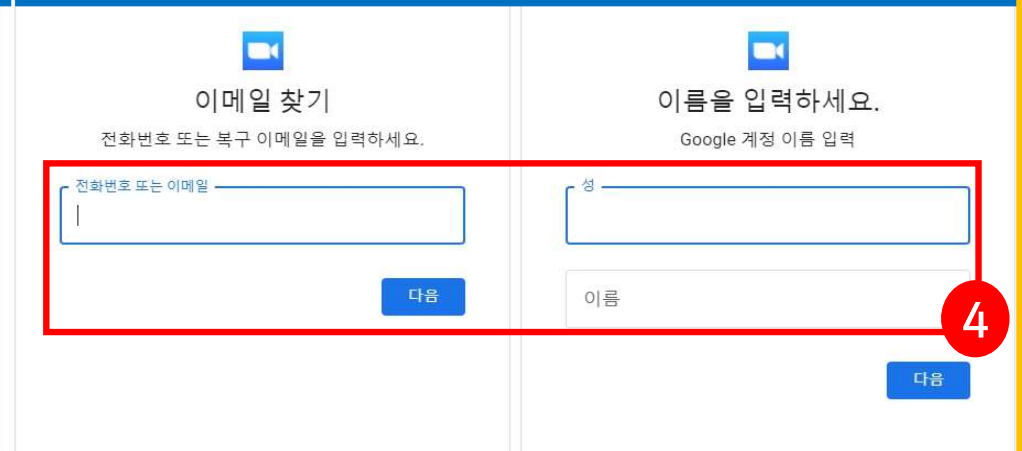 이메일 찾기
전화번호 또는 복구 이메일을 입력하세요.
전화번호 또는 이메일
다음
이름을 입력하세요.
Google 계정 이름 입력
성
이름
4
다음